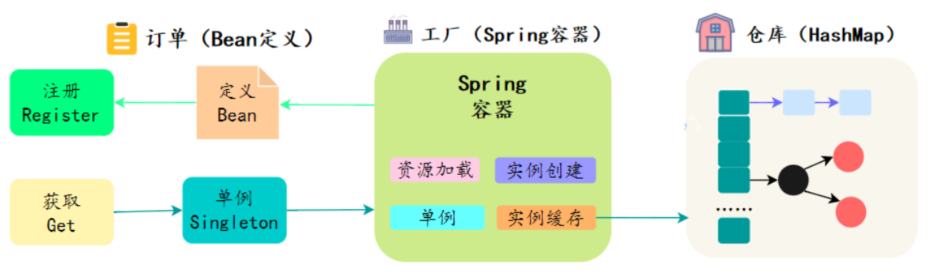 订单（Bean定义）
工厂（Spring容器）
仓库（HashMap）
注册
Register
定义
Bean
Spring
容器
资源加载
实例创建
获取
Get
单例
Singleton
单例
实例缓存
......